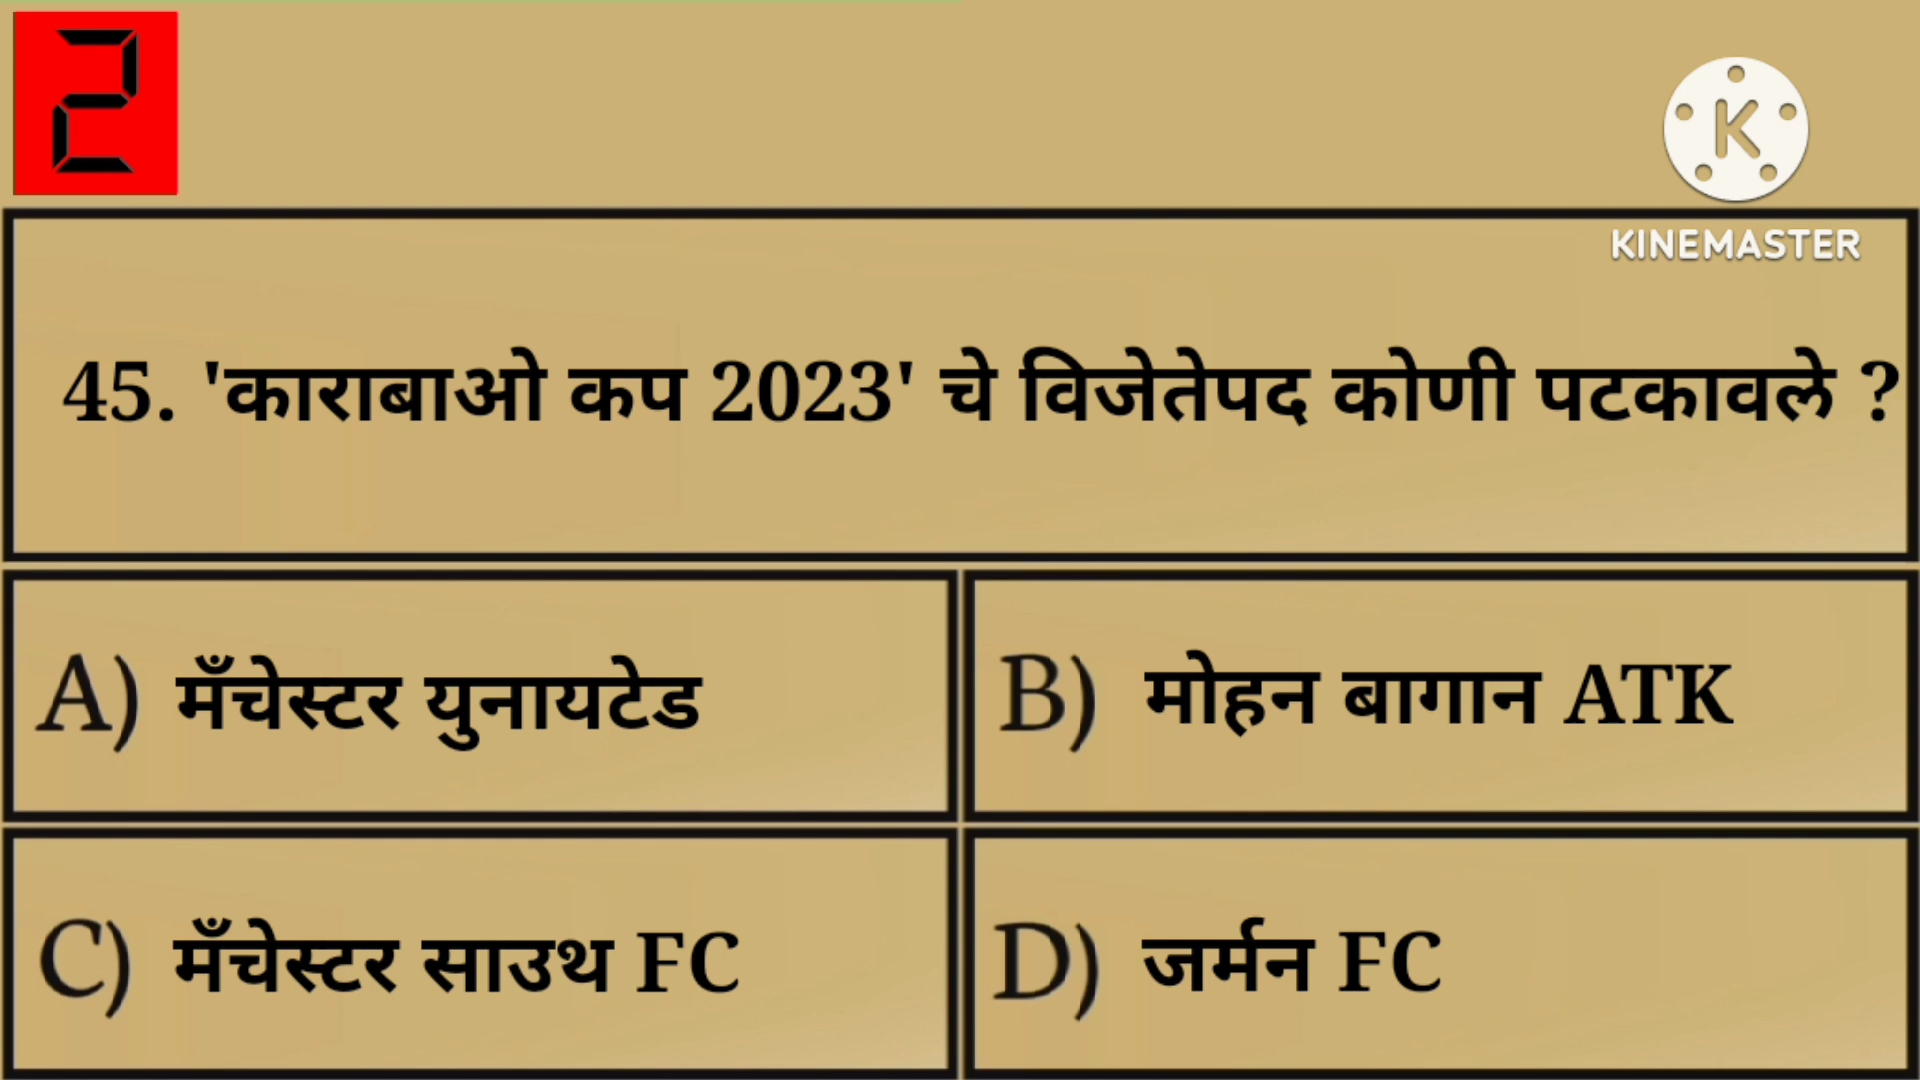 2
K
KINEMASTER
45. 'काराबाओ कप 2023' चे विजेतेपद कोणी पटकावले ?
A) मँचेस्टर युनायटेड
B) मोहन बागान ATK
C) मँचेस्टर साउथ FC
D) जर्मन FC